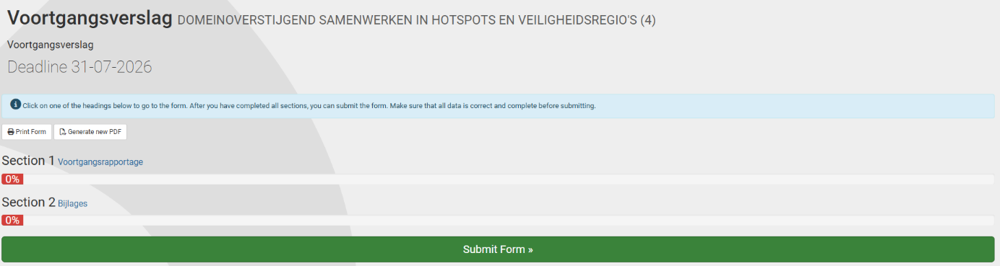 Voortgangsverslag DOMEINOVERSTIJGEND SAMENWERKEN IN HOTSPOTS EN VEILIGHEIDSREGIO'S (4)
Voortgangsverslag
Deadline 31-07-2026
Click on one of the headings below to go to the form. After you have completed all sections, you can submit the form. Make sure that all data is correct and complete before submitting.
Print Form Generate new PDF
Section 1 Voortgangsrapportage
0%
Section 2 Bijlages
0%
Submit Form »